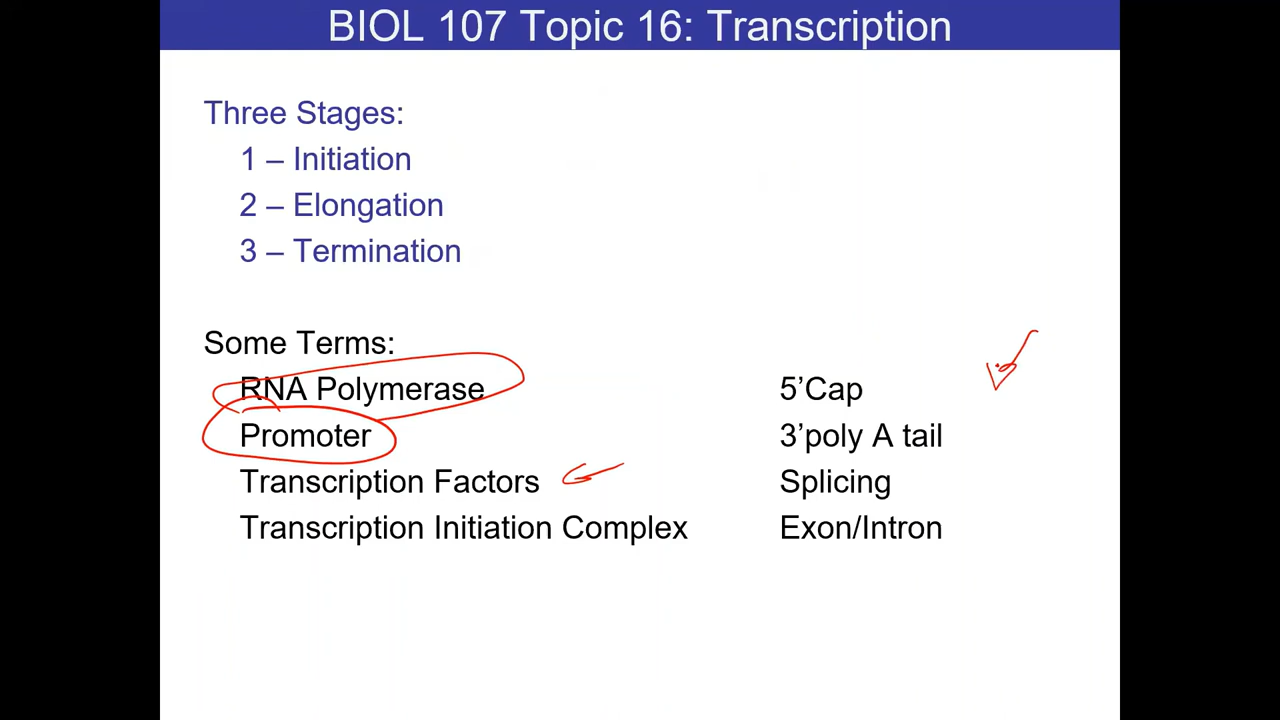 BIOL 107 Topic 16: Transcription
Three Stages:
1 – Initiation
2 – Elongation
3 – Termination
Some Terms:
RNA Polymerase
Promoter
Transcription Factors
Transcription Initiation Complex
5’Cap
3’poly A tail
Splicing
Exon/Intron